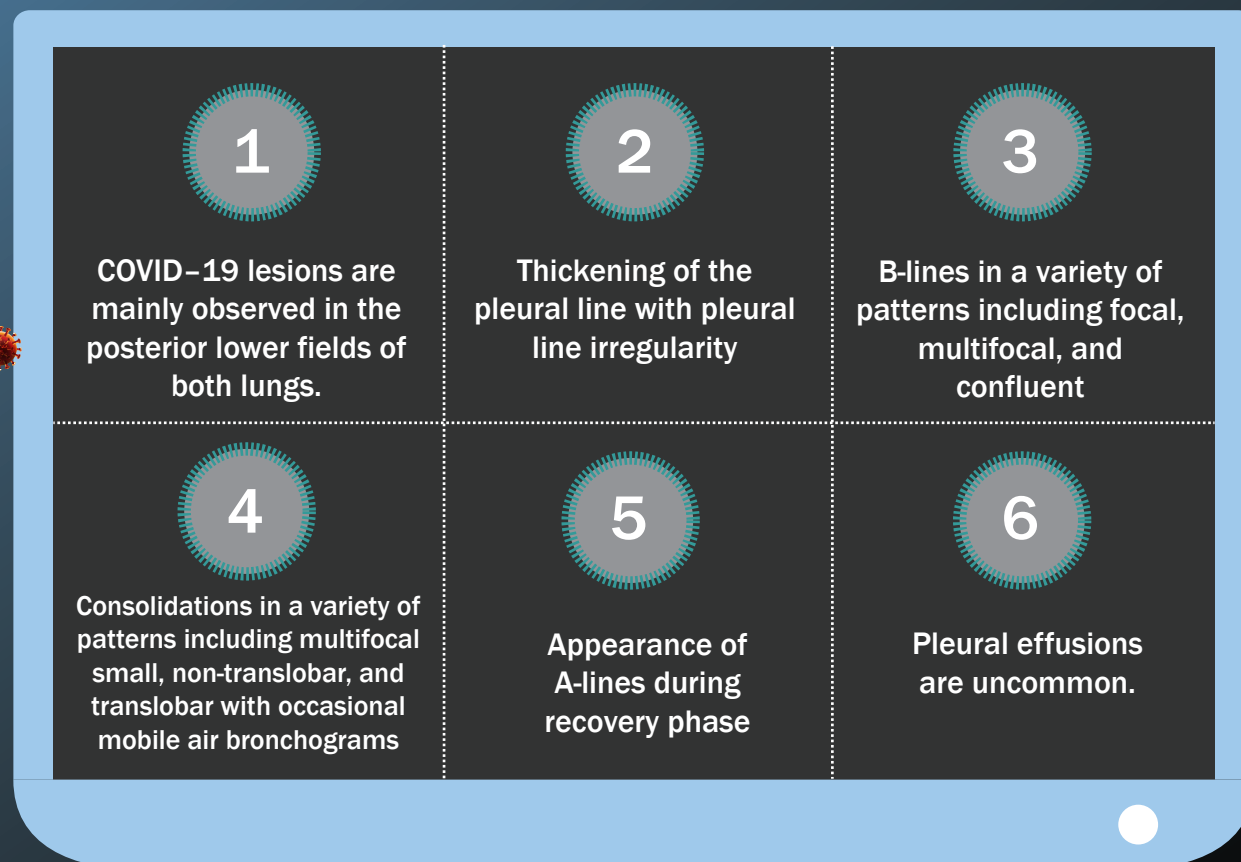 1
COVID–19 lesions are
mainly observed in the
posterior lower fields of
both lungs.
2
Thickening of the
pleural line with pleural
line irregularity
3
B-lines in a variety of
patterns including focal,
multifocal, and
confluent
4
Consolidations in a variety of
patterns including multifocal
small, non-translobar, and
translobar with occasional
mobile air bronchograms
5
Appearance of
A-lines during
recovery phase
6
Pleural effusions
are uncommon.